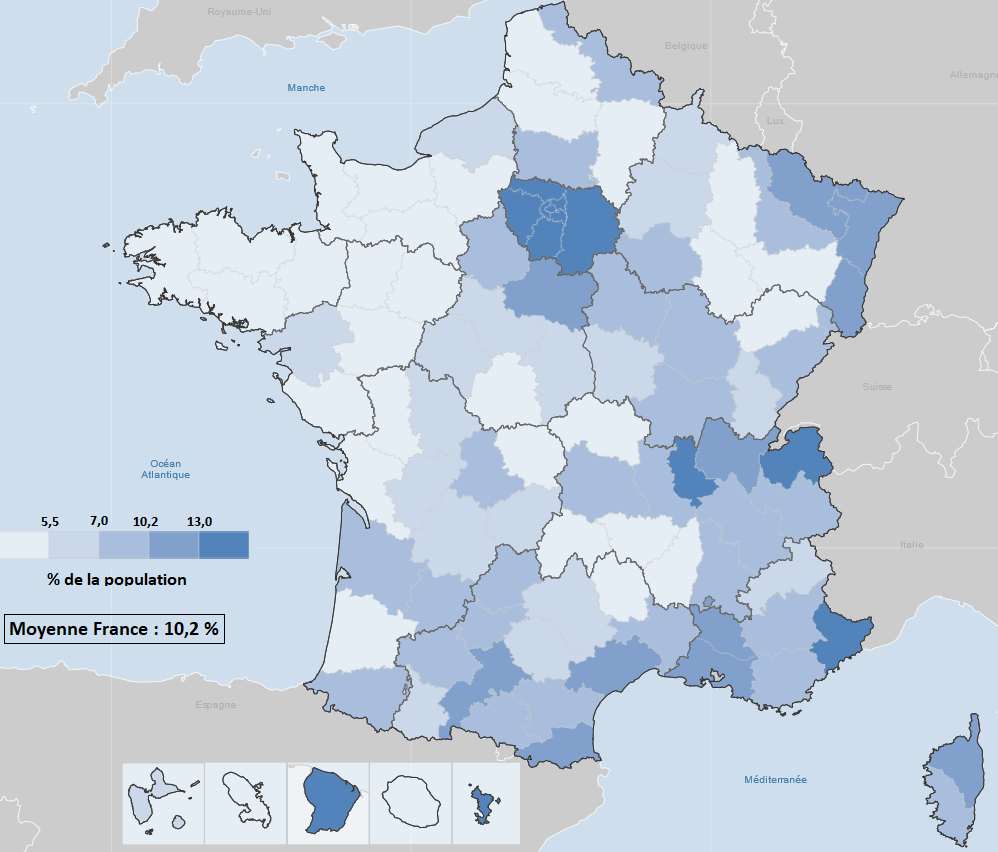 Royaume-Uni
Belgique
Allemagne
Manche
Lux.
Suisse
Océan
Atlantique
5,5 7,0 10,2 13,0
% de la population
Italie
Moyenne France : 10,2 %
Espagne
Méditerranée